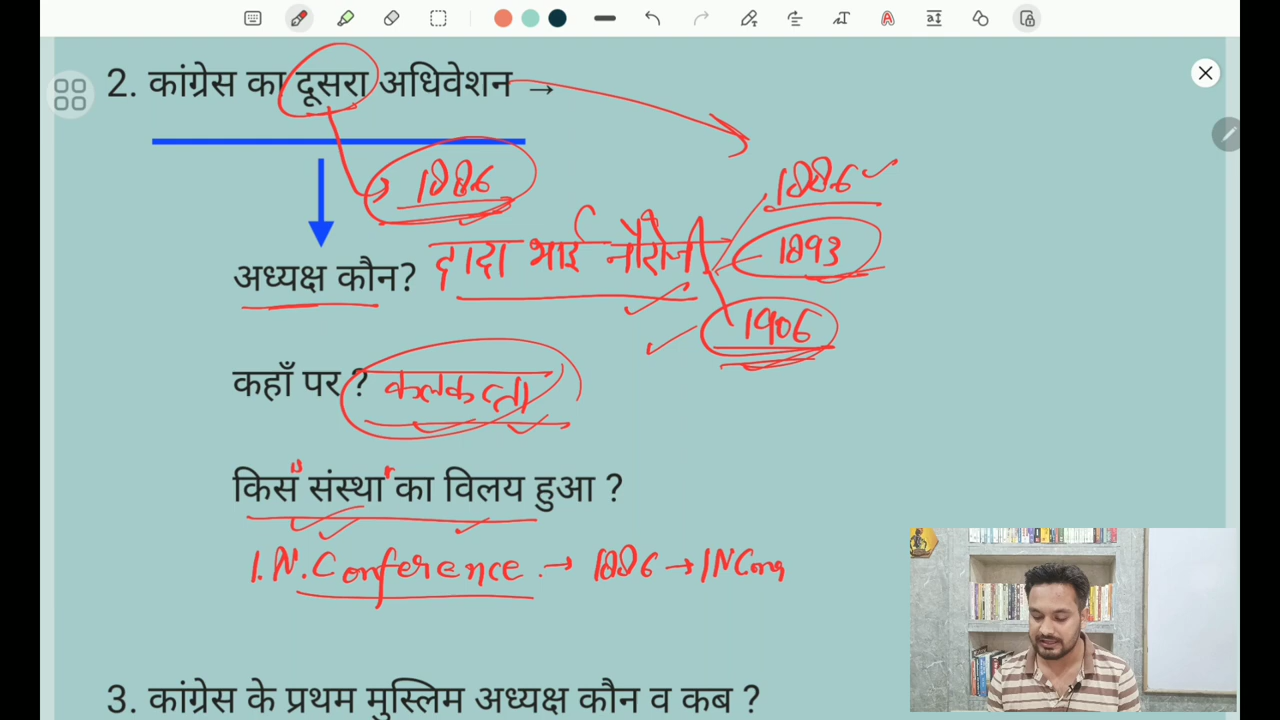 2. कांग्रेस का दूसरा अधिवेशन →
1886
1886
दादा भाई नौरोजी
1893
अध्यक्ष कौन?
1906
कहाँ पर ? कलकत्ता
किस संस्था का विलय हुआ ?
I.N.Conference → 1886 → INCong
3. कांग्रेस के प्रथम मुस्लिम अध्यक्ष कौन व कब ?